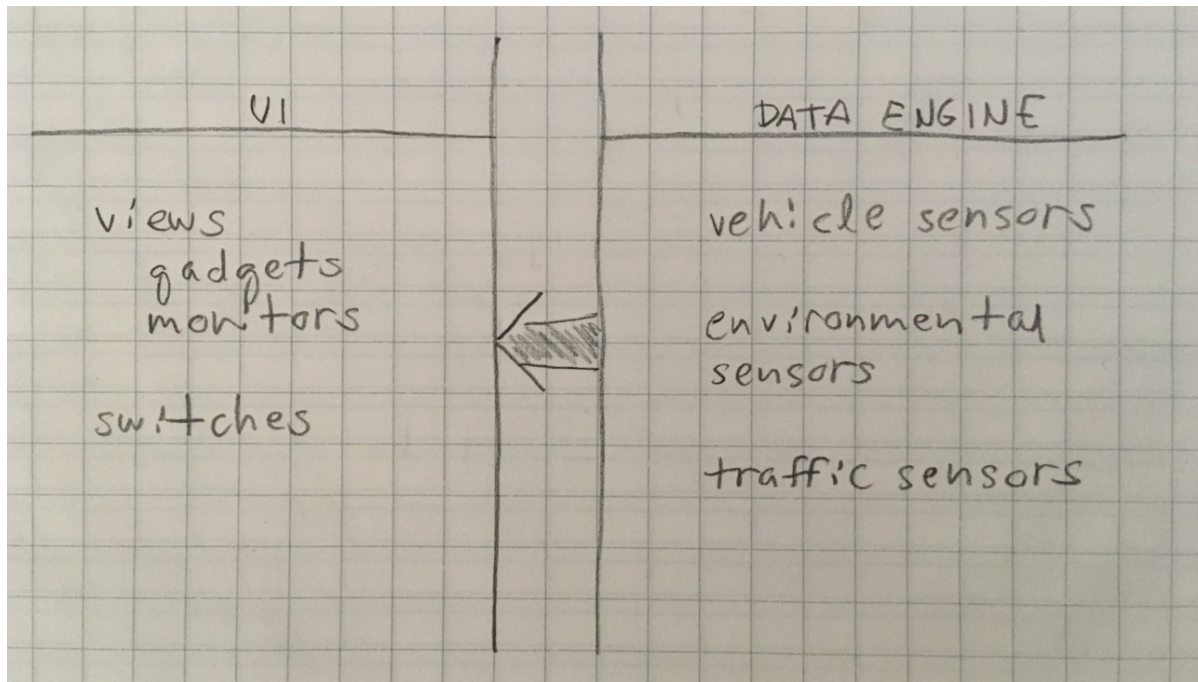 UI
views
gadgets
monitors
switches
DATA ENGINE
vehicle sensors
environmental
sensors
traffic sensors